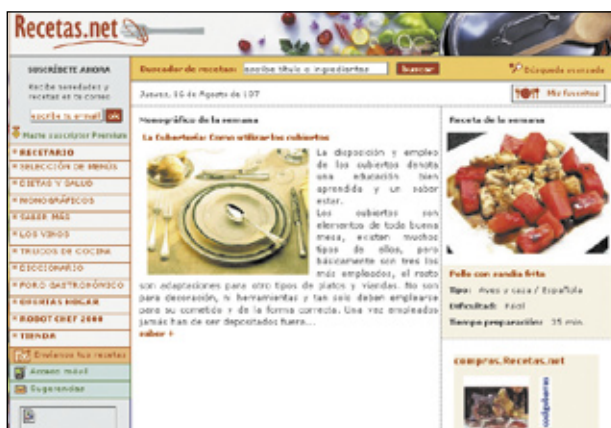 Recetas.net
SUSCRÍBETE AHORA
Recibe novedades y
recetas en tu correo
escribe tu e-mail ok
Hazte suscriptor Premium
RECETARIO
SELECCIÓN DE MENÚS
DIETAS Y SALUD
MONOGRÁFICOS
SABER MÁS
LOS VINOS
TRUCOS DE COCINA
DICCIONARIO
FORO GASTRONÓMICO
OFERTAS HOGAR
ROBOT CHEF 2000
TIENDA
Envíanos tus recetas
Acceso móvil
Sugerencias
Buscador de recetas: escribe título o ingredientes buscar
Búsqueda avanzada
Jueves, 16 de Agosto de 107
Mis favoritos
Monográfico de la semana
La Cubertería: Como utilizar los cubiertos
La disposición y empleo
de los cubiertos denota
una educación bien
aprendida y un saber
estar.
Los cubiertos son
elementos de toda buena
mesa, existen muchos
tipos de ellos, pero
básicamente son tres los
más empleados, el resto
son adaptaciones para otro tipos de platos y viandas. No son
para decoración, ni herramientas y tan solo deben emplearse
para su cometido y de la forma correcta. Una vez empleados
jamás han de ser depositados fuera...
saber +
Receta de la semana
Pollo con sandía frita
Tipo: Aves y caza / Española
Dificultad: Fácil
Tiempo preparación: 35 min.
compras.Recetas.net